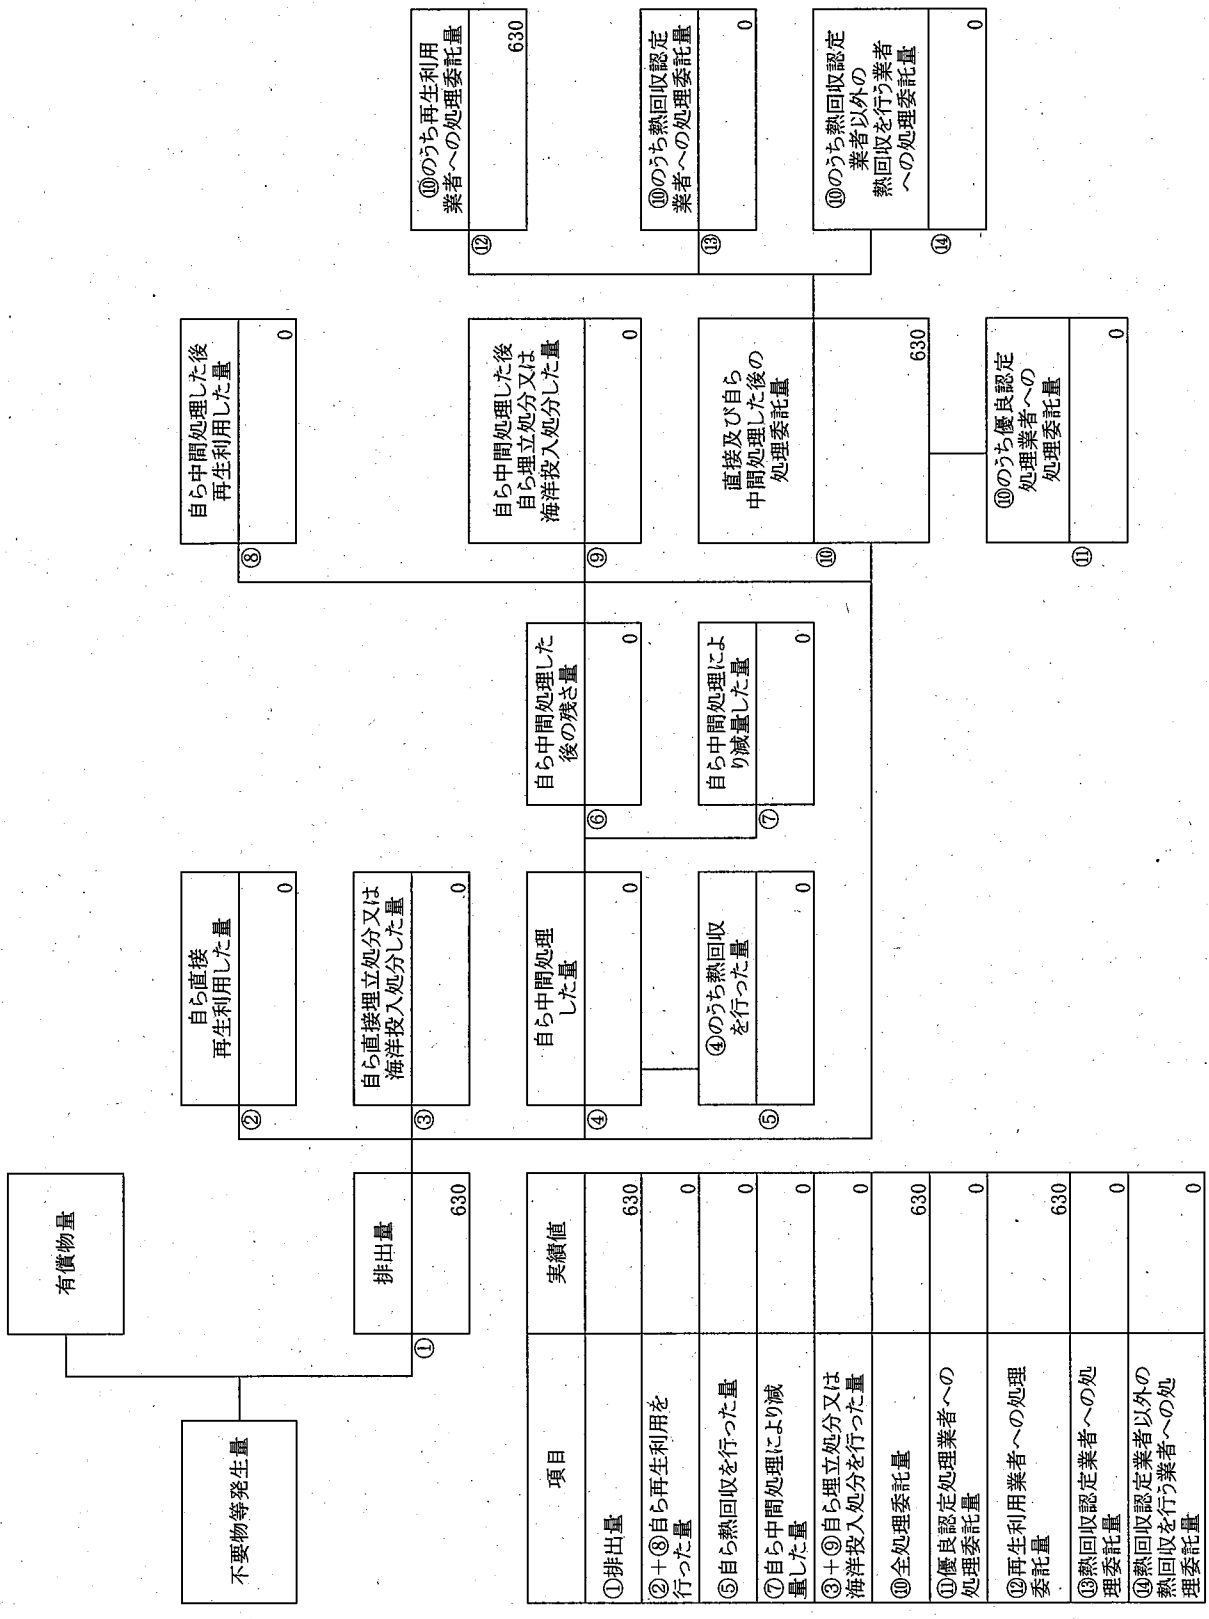 不要物等発生量
有償物量
排出量
①
630
自ら直接
再生利用した量
②
0
自ら直接埋立処分又は
海洋投入処分した量
③
0
自ら中間処理
した量
④
0
④のうち熱回収
を行った量
⑤
0
自ら中間処理した
後の残さ量
⑥
0
自ら中間処理によ
り減量した量
⑦
0
自ら中間処理した後
再生利用した量
⑧
0
自ら中間処理した後
自ら埋立処分又は
海洋投入処分した量
⑨
0
直接及び自ら
中間処理した後の
処理委託量
⑩
630
⑩のうち優良認定
処理業者への
処理委託量
⑪
0
⑩のうち再生利用
業者への処理委託量
⑫
630
⑩のうち熱回収認定
業者への処理委託量
⑬
0
⑩のうち熱回収認定
業者以外の
熱回収を行う業者
への処理委託量
⑭
0
項目 実績値
①排出量 630
②＋⑧自ら再生利用を
行った量 0
⑤自ら熱回収を行った量 0
⑦自ら中間処理により減
量した量 0
③＋⑨自ら埋立処分又は
海洋投入処分を行った量 0
⑩全処理委託量 630
⑪優良認定処理業者への
処理委託量 0
⑫再生利用業者への処理
委託量 630
⑬熱回収認定業者への処
理委託量 0
⑭熱回収認定業者以外の
熱回収を行う業者への処
理委託量 0